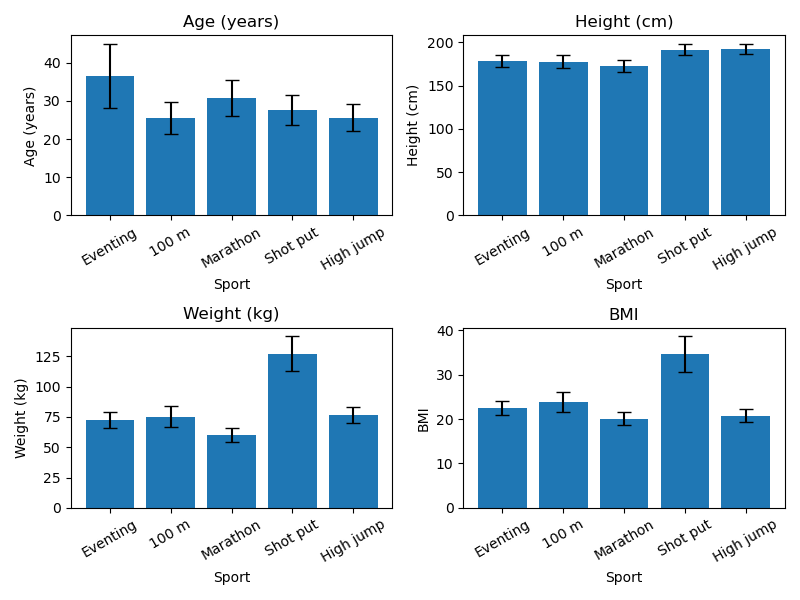 Age (years)
Age (years)
40
30
20
10
0
Eventing
100 m
Marathon
Shot put
High jump
Sport
Height (cm)
Height (cm)
200
150
100
50
0
Eventing
100 m
Marathon
Shot put
High jump
Sport
Weight (kg)
Weight (kg)
125
100
75
50
25
0
Eventing
100 m
Marathon
Shot put
High jump
Sport
BMI
BMI
40
30
20
10
0
Eventing
100 m
Marathon
Shot put
High jump
Sport